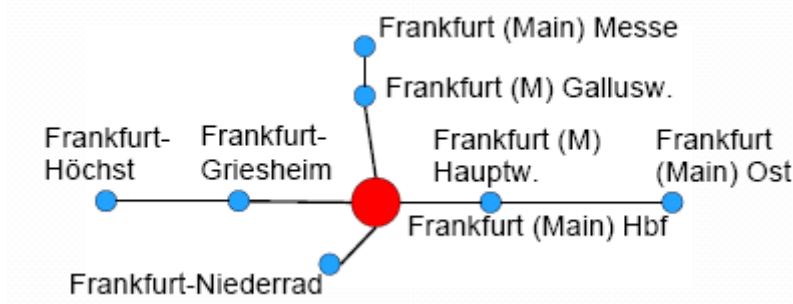 Frankfurt (Main) Messe
Frankfurt (M) Gallusw.
Frankfurt-
Höchst
Frankfurt-
Griesheim
Frankfurt (M)
Hauptw.
Frankfurt
(Main) Ost
Frankfurt (Main) Hbf
Frankfurt-Niederrad